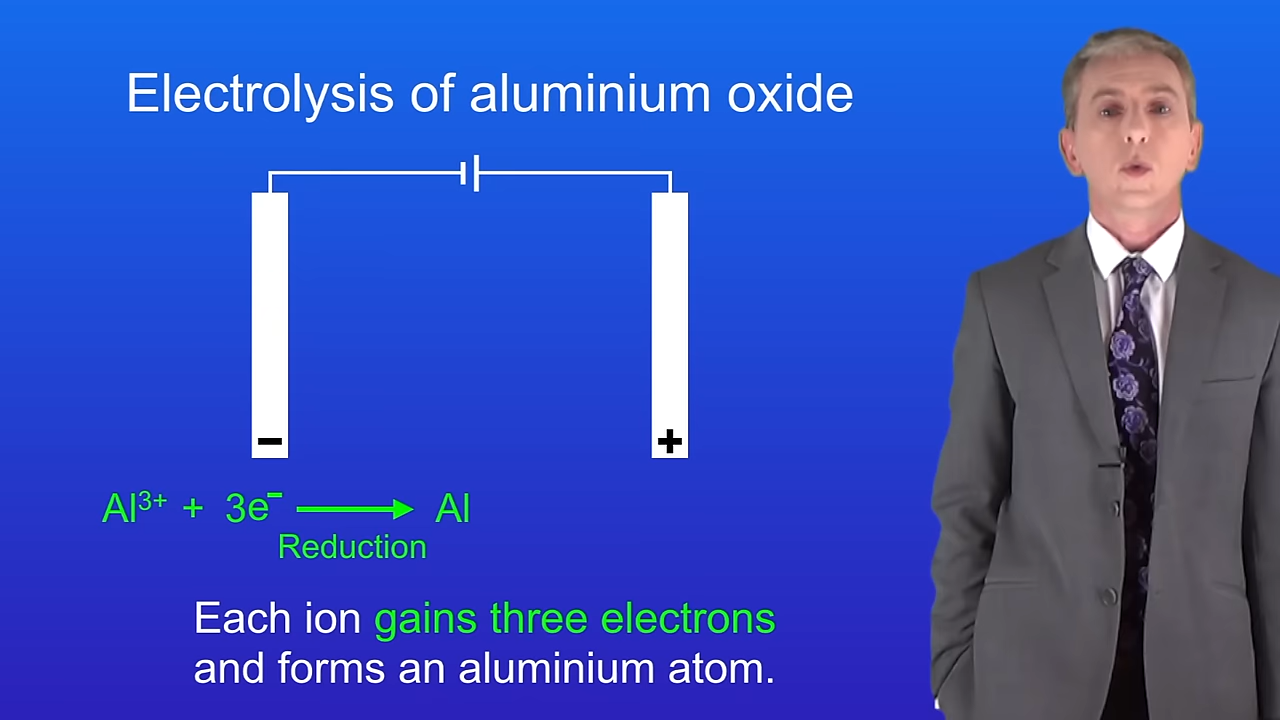 Electrolysis of aluminium oxide
− +
Al³⁺ + 3e⁻ ⟶ Al
Reduction
Each ion gains three electrons
and forms an aluminium atom.